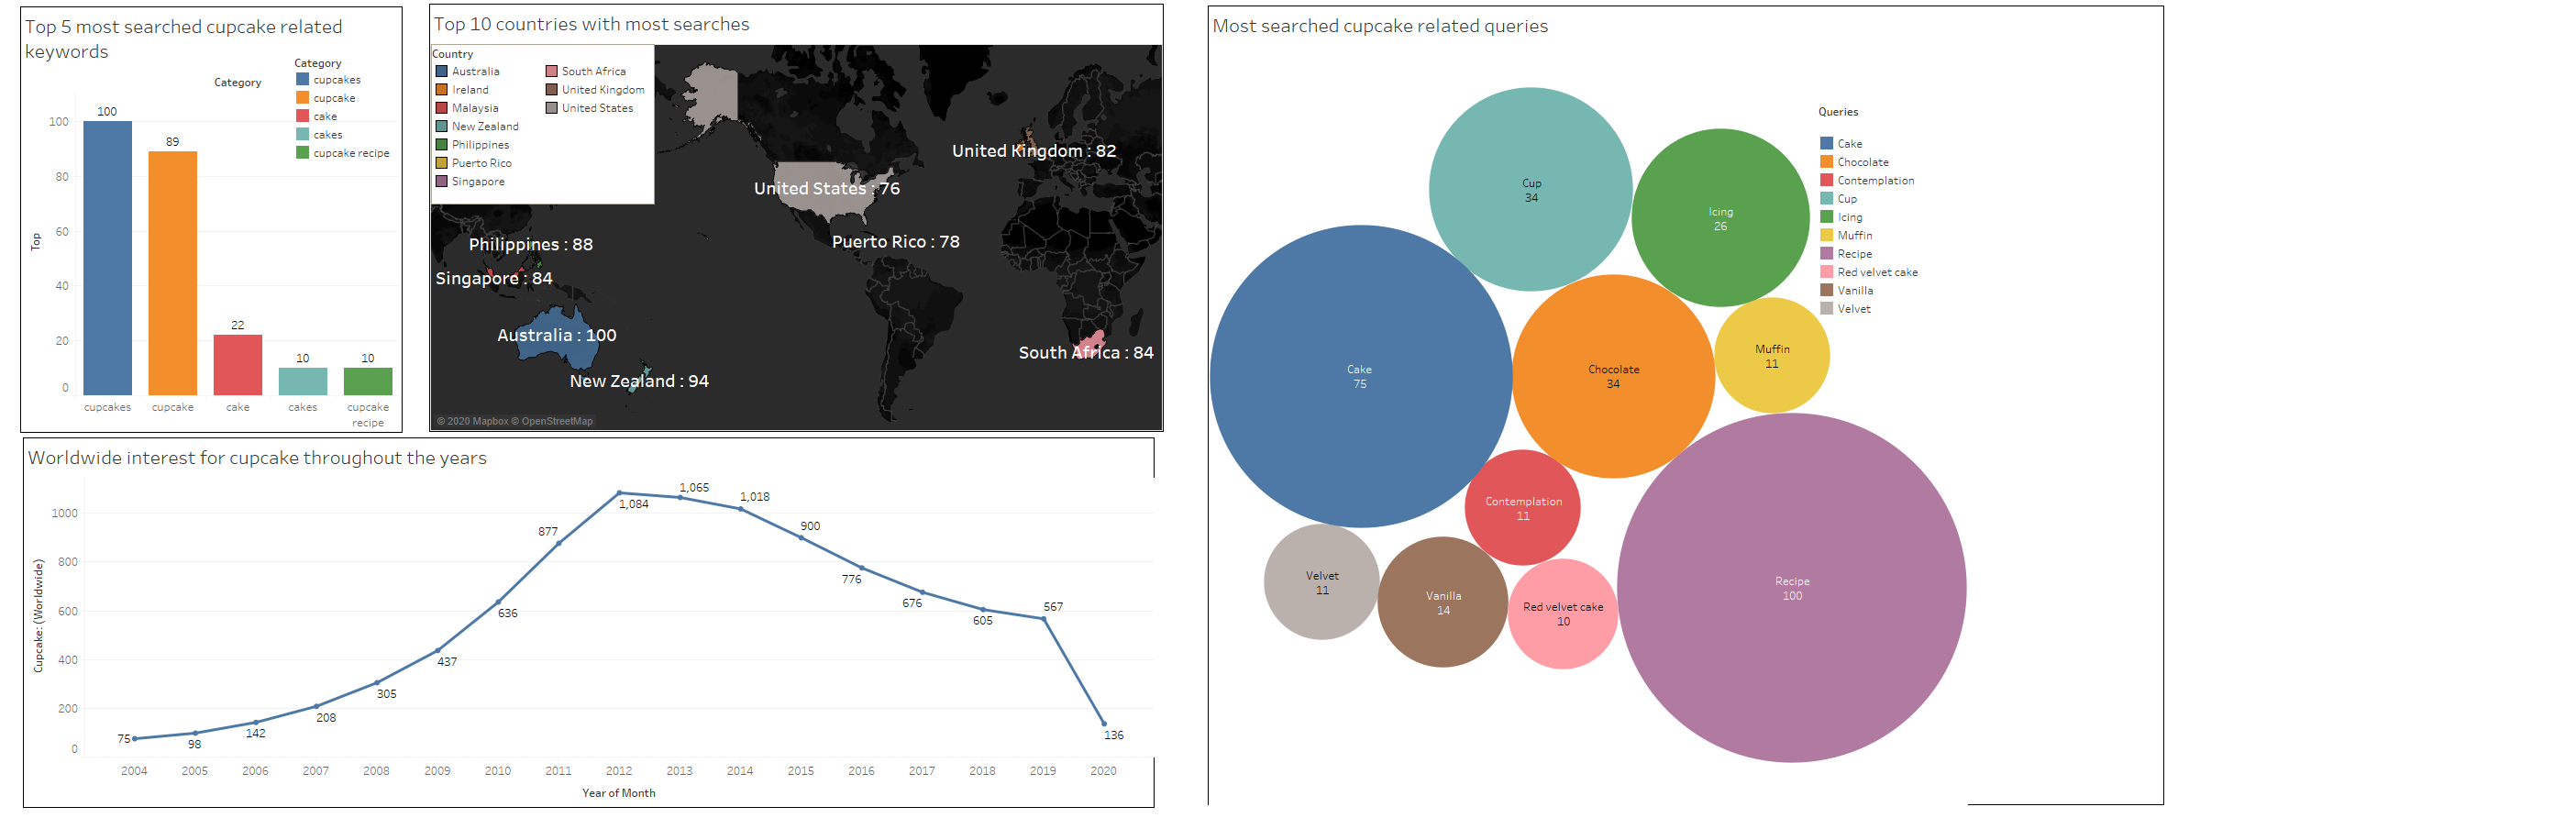 Top 5 most searched cupcake related
keywords
Category
Category
cupcakes
cupcake
cake
cakes
cupcake recipe
100
89
22
10
10
Top
100
80
60
40
20
0
cupcakes
cupcake
cake
cakes
cupcake
recipe
Top 10 countries with most searches
Country
Australia
Ireland
Malaysia
New Zealand
Philippines
Puerto Rico
Singapore
South Africa
United Kingdom
United States
United Kingdom : 82
United States : 76
Philippines : 88
Puerto Rico : 78
Singapore : 84
Australia : 100
South Africa : 84
New Zealand : 94
© 2020 Mapbox © OpenStreetMap
Worldwide interest for cupcake throughout the years
Cupcake: (Worldwide)
1000
800
600
400
200
0
75
98
142
208
305
437
636
877
1,084
1,065
1,018
900
776
676
605
567
136
2004
2005
2006
2007
2008
2009
2010
2011
2012
2013
2014
2015
2016
2017
2018
2019
2020
Year of Month
Most searched cupcake related queries
Cup
34
Icing
26
Cake
75
Chocolate
34
Muffin
11
Contemplation
11
Velvet
11
Vanilla
14
Red velvet cake
10
Recipe
100
Queries
Cake
Chocolate
Contemplation
Cup
Icing
Muffin
Recipe
Red velvet cake
Vanilla
Velvet